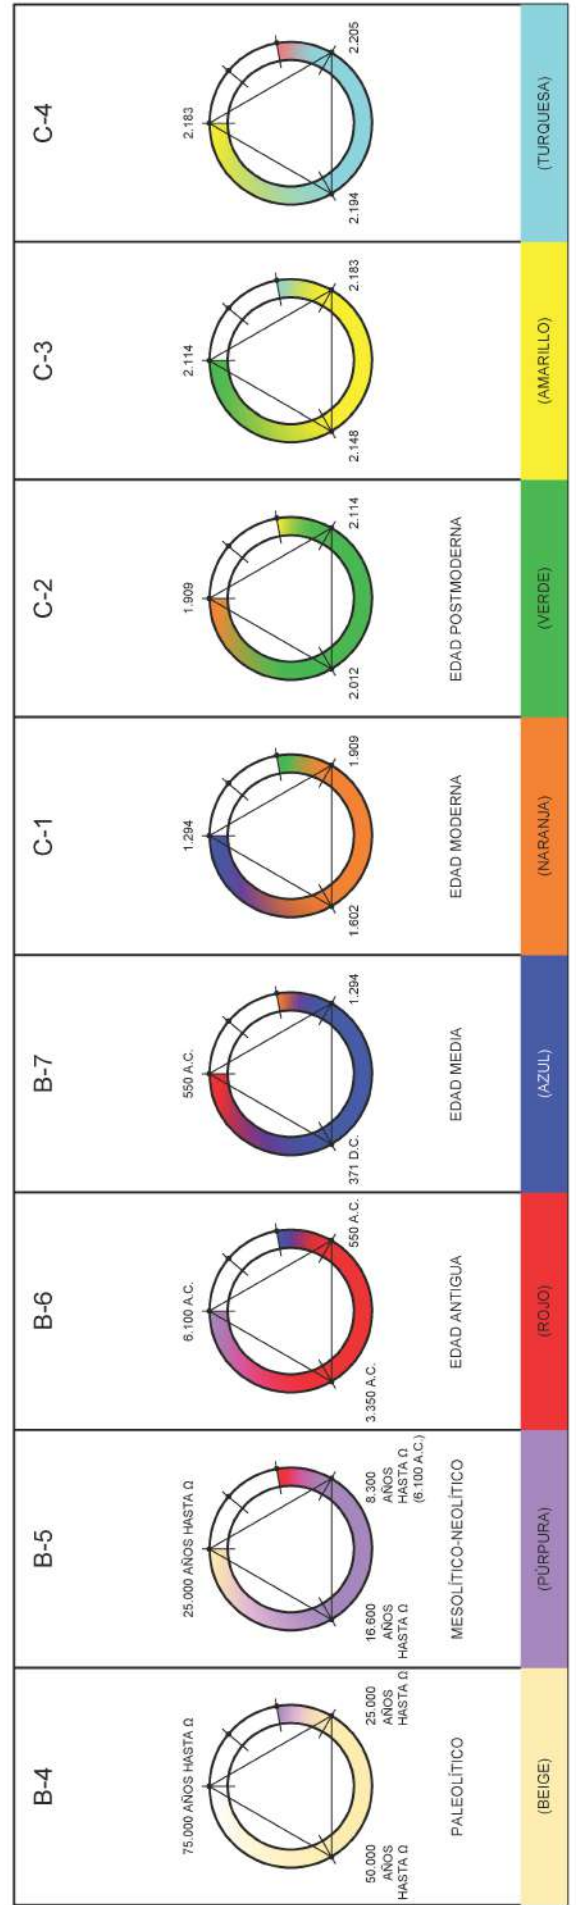 B-4
75.000 AÑOS HASTA Ω
50.000
AÑOS
HASTA Ω
25.000
AÑOS
HASTA Ω
PALEOLÍTICO
(BEIGE)
B-5
25.000 AÑOS HASTA Ω
16.600
AÑOS
HASTA Ω
8.300
AÑOS
HASTA Ω
(6.100 A.C.)
MESOLÍTICO-NEOLÍTICO
(PÚRPURA)
B-6
6.100 A.C.
3.350 A.C.
550 A.C.
EDAD ANTIGUA
(ROJO)
B-7
550 A.C.
371 D.C.
1.294
EDAD MEDIA
(AZUL)
C-1
1.294
1.602
1.909
EDAD MODERNA
(NARANJA)
C-2
1.909
2.012
2.114
EDAD POSTMODERNA
(VERDE)
C-3
2.114
2.148
2.183
(AMARILLO)
C-4
2.183
2.194
2.205
(TURQUESA)